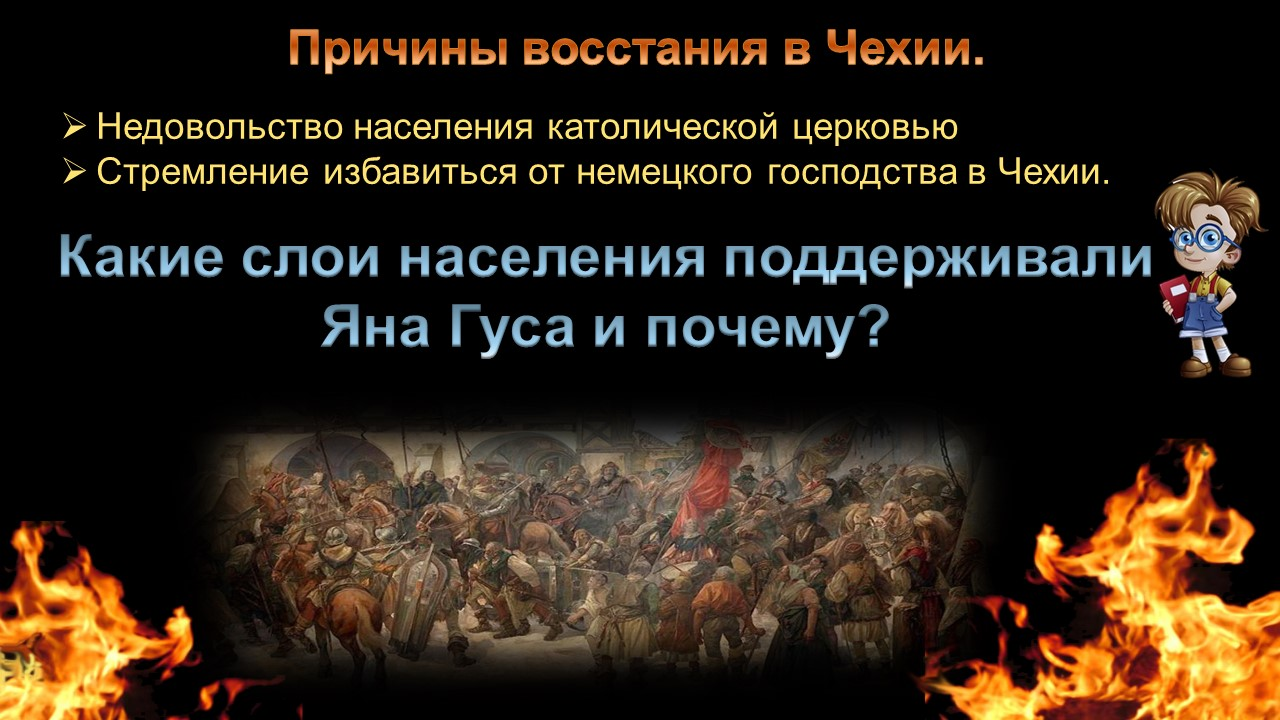 Причины восстания в Чехии.
➢ Недовольство населения католической церковью
➢ Стремление избавиться от немецкого господства в Чехии.
Какие слои населения поддерживали
Яна Гуса и почему?